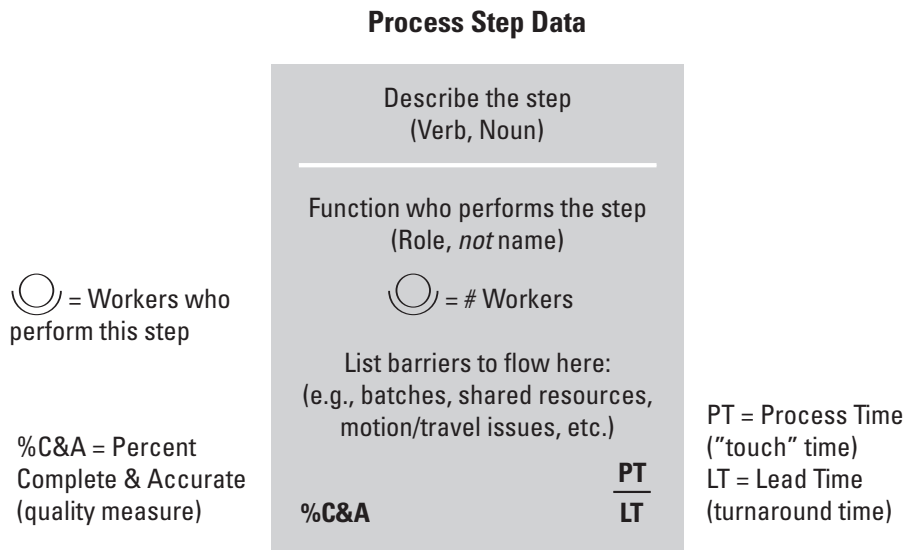 Process Step Data
Describe the step
(Verb, Noun)
Function who performs the step
(Role, not name)
= Workers who
perform this step
= # Workers
List barriers to flow here:
(e.g., batches, shared resources,
motion/travel issues, etc.)
%C&A = Percent
Complete & Accurate
(quality measure)
%C&A
PT
LT
PT = Process Time
(”touch” time)
LT = Lead Time
(turnaround time)